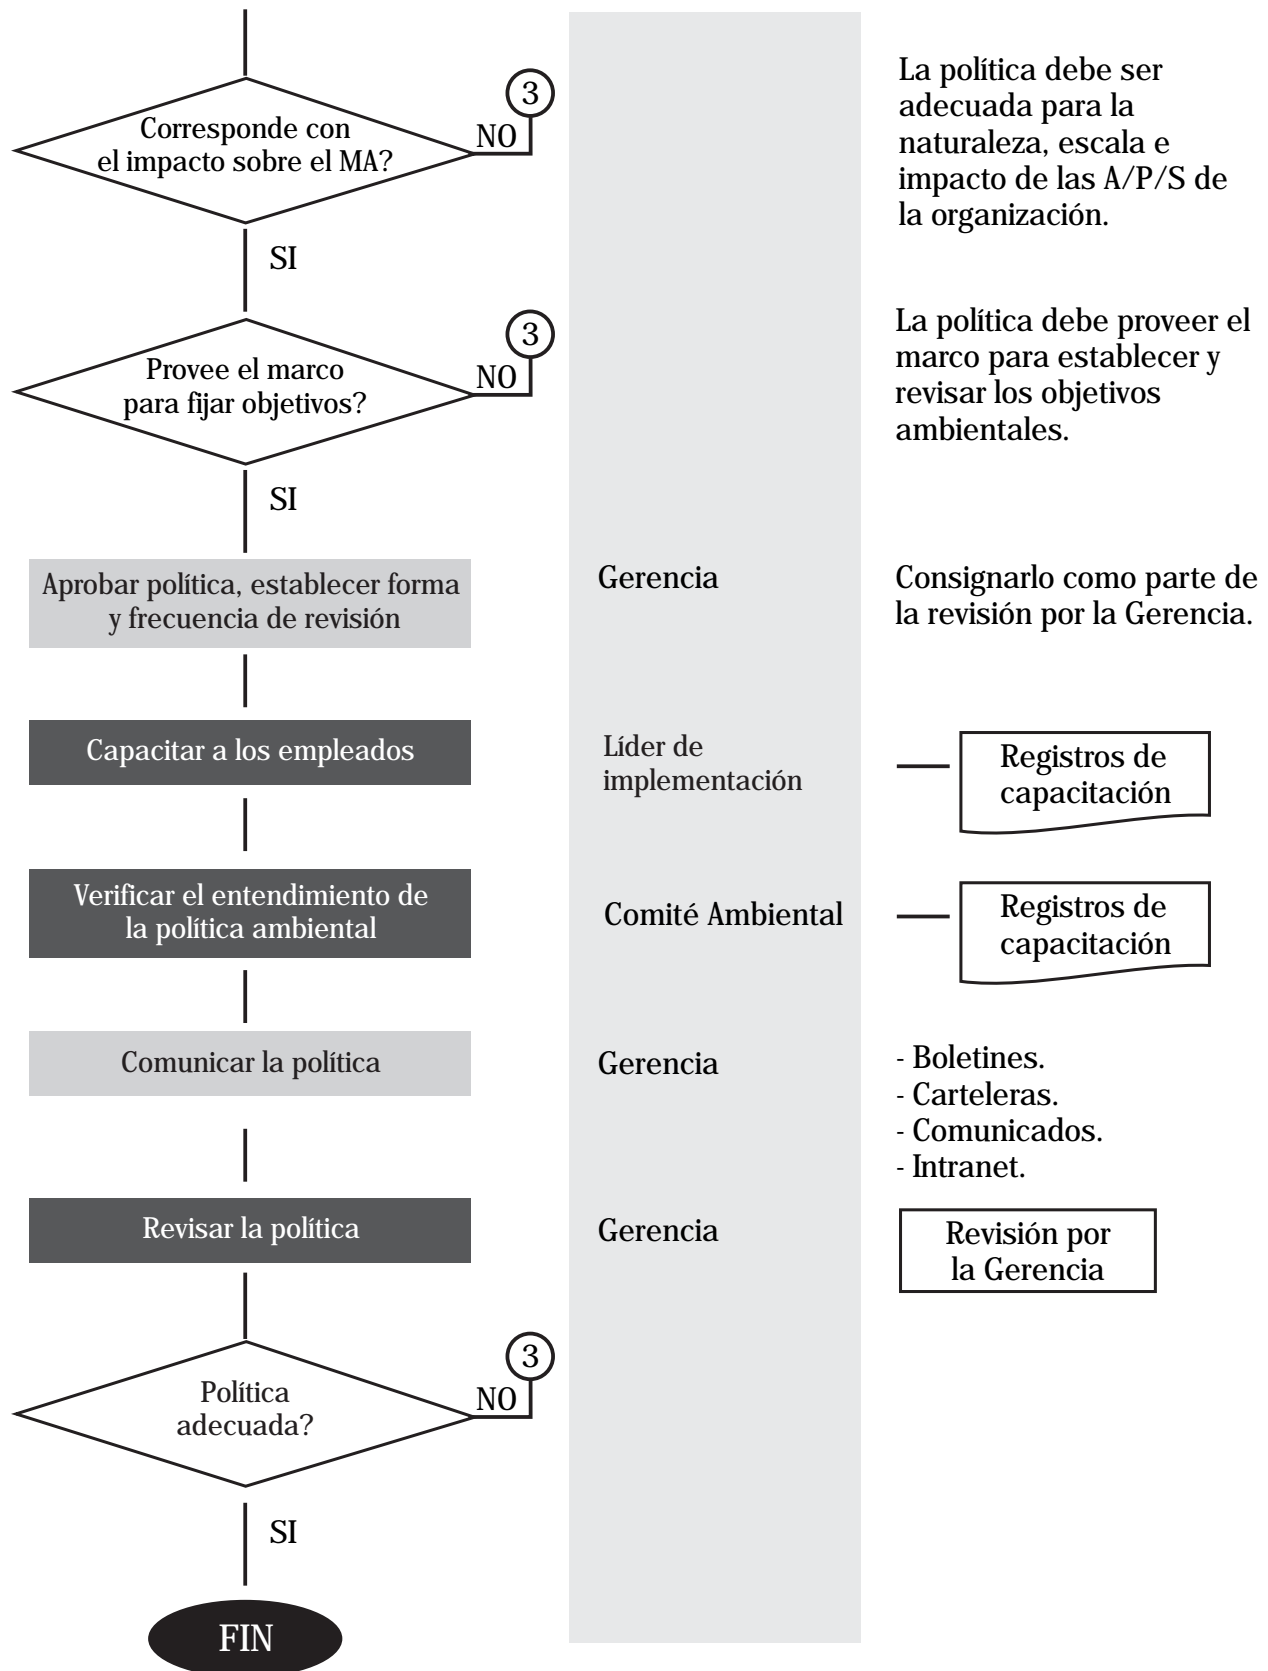 3
Corresponde con
el impacto sobre el MA?
NO
La política debe ser
adecuada para la
naturaleza, escala e
impacto de las A/P/S de
la organización.
SI
3
Provee el marco
para fijar objetivos?
NO
La política debe proveer el
marco para establecer y
revisar los objetivos
ambientales.
SI
Aprobar política, establecer forma
y frecuencia de revisión
Gerencia
Consignarlo como parte de
la revisión por la Gerencia.
Capacitar a los empleados
Líder de
implementación
Registros de
capacitación
Verificar el entendimiento de
la política ambiental
Comité Ambiental
Registros de
capacitación
Comunicar la política
Gerencia
- Boletines.
- Carteleras.
- Comunicados.
- Intranet.
Revisar la política
Gerencia
Revisión por
la Gerencia
3
Política
adecuada?
NO
SI
FIN